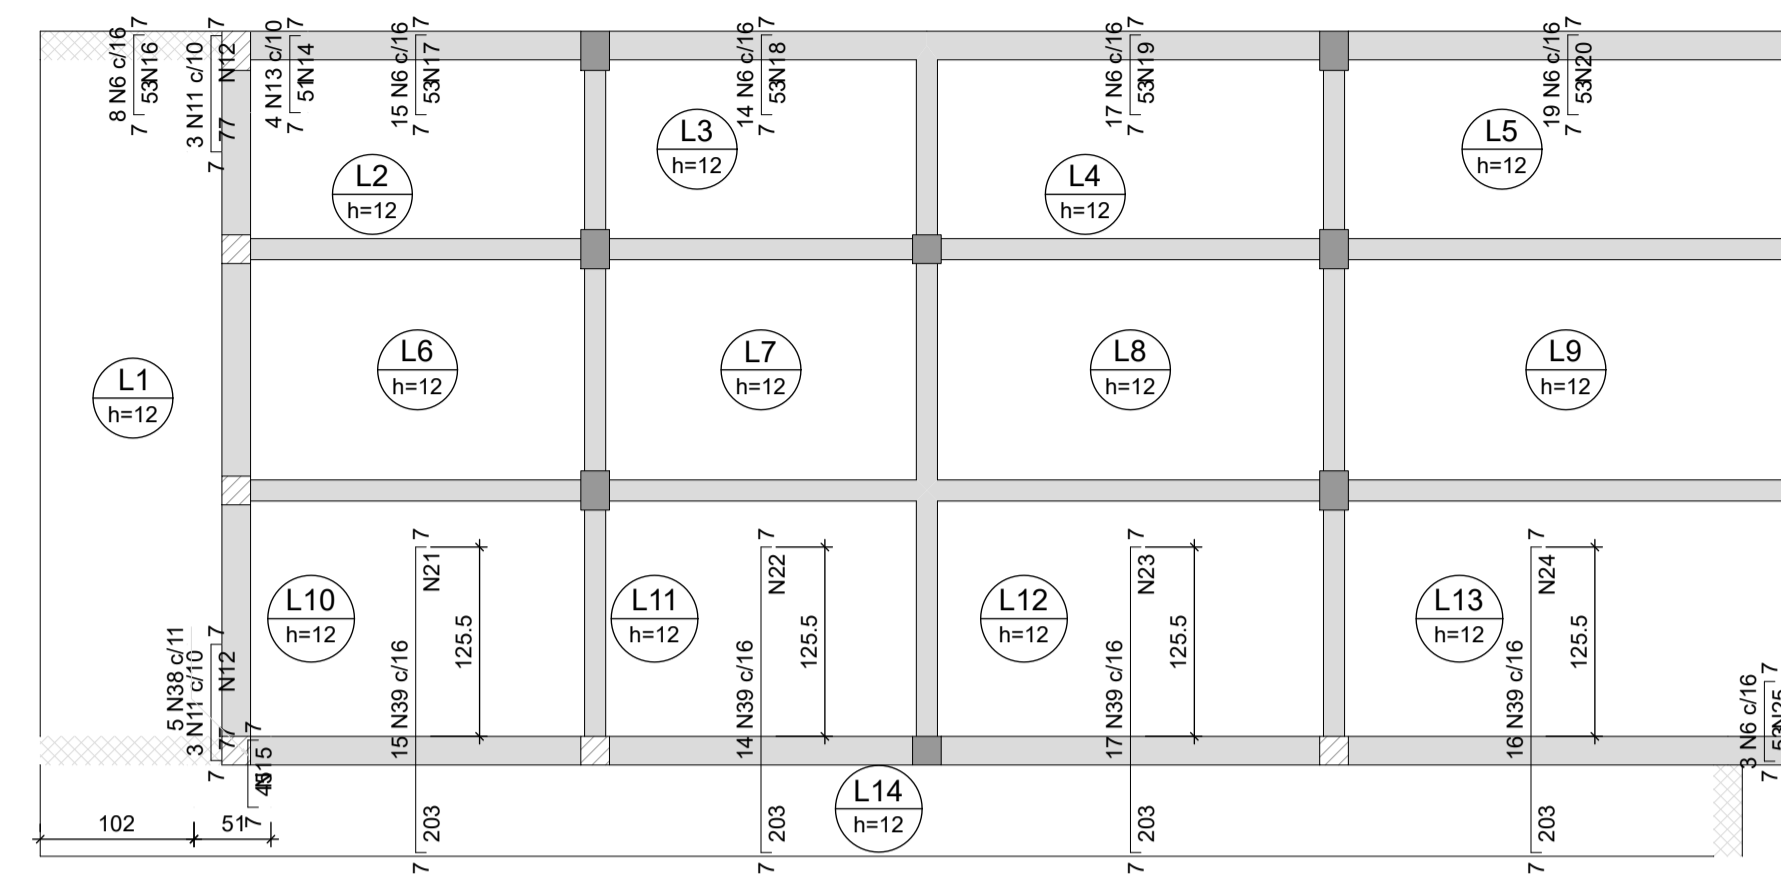 7
8 N6 c/16
53
N16
7
7
3 N11 c/10
N12
77
7
7
4 N13 c/10
51
N14
7
7
15 N6 c/16
53
N17
7
7
14 N6 c/16
53
N18
7
7
17 N6 c/16
53
N19
7
7
19 N6 c/16
53
N20
7
L2
h=12
L3
h=12
L4
h=12
L5
h=12
L1
h=12
L6
h=12
L7
h=12
L8
h=12
L9
h=12
L10
h=12
L11
h=12
L12
h=12
L13
h=12
7
N21
15 N39 c/16
125.5
203
7
7
N22
14 N39 c/16
125.5
203
7
7
N23
17 N39 c/16
125.5
203
7
7
N24
16 N39 c/16
125.5
203
7
5 N38 c/11
3 N11 c/10
7
N12
77
7
7
N15
7
7
3 N6 c/16
53
N25
7
L14
h=12
102
51